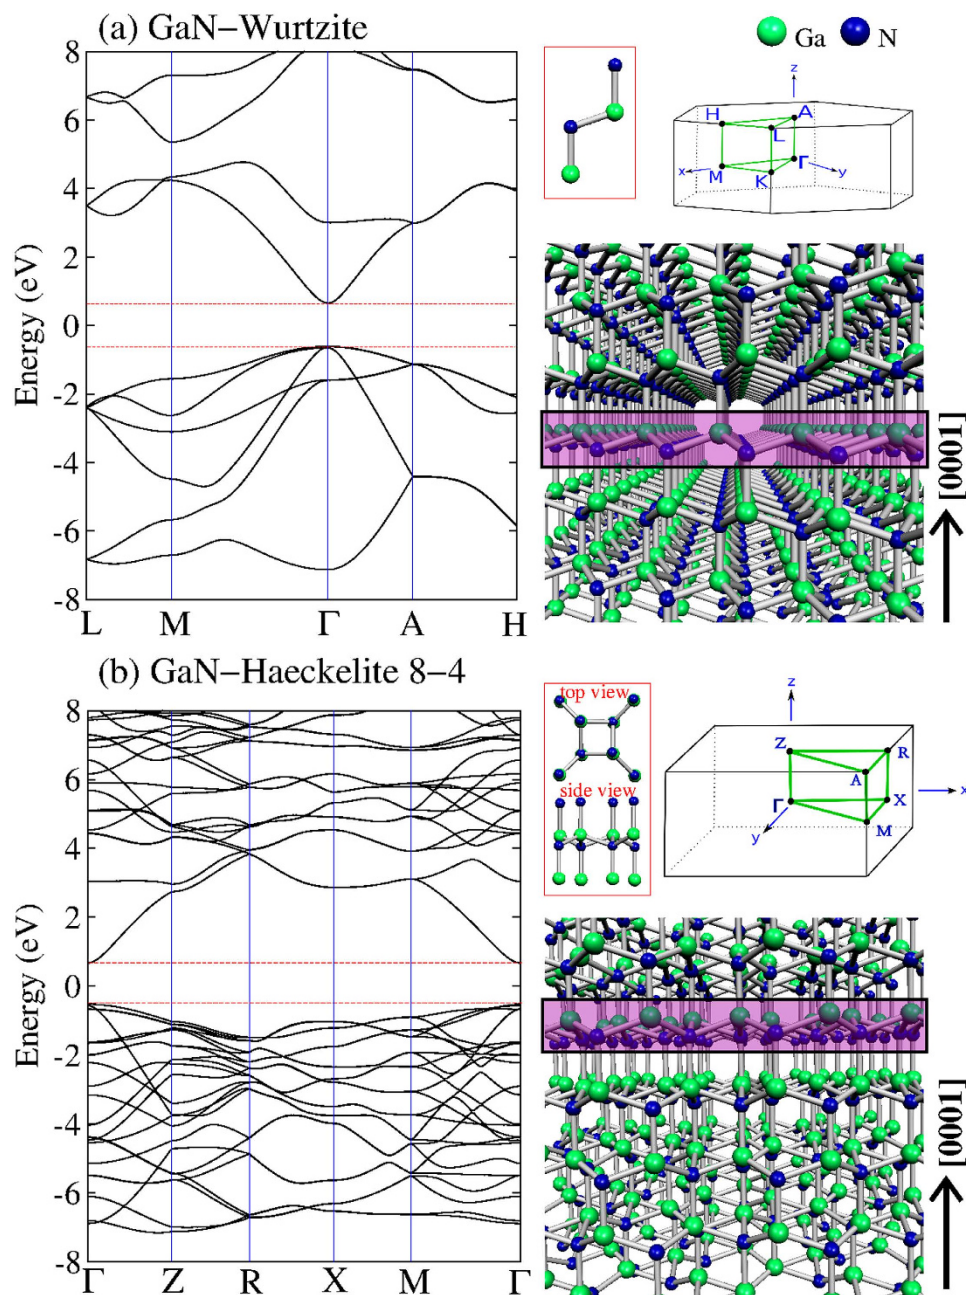 (a) GaN–Wurtzite
Ga N
8
6
4
2
0
-2
-4
-6
-8
Energy (eV)
L M Γ A H
z
H A
L
Γ
x M K y
[0001]
(b) GaN–Haeckelite 8–4
8
6
4
2
0
-2
-4
-6
-8
Energy (eV)
Γ Z R X M Γ
top view
side view
z
Z R
A
Γ X x
y M
[0001]